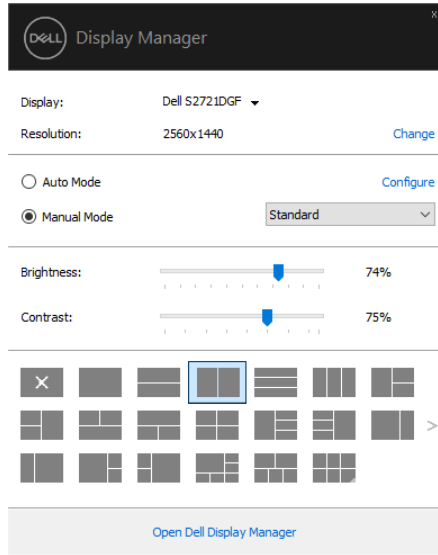 DELL Display Manager
x
Display: Dell S2721DGF
Resolution: 2560x1440 Change
Auto Mode Configure
Manual Mode Standard
Brightness: 74%
Contrast: 75%
Open Dell Display Manager